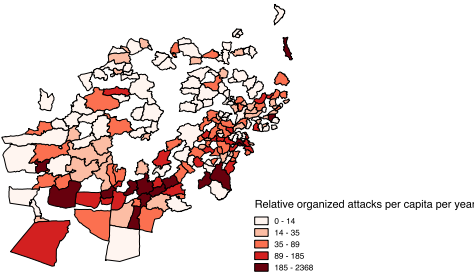 Relative organized attacks per capita per year
0 - 14
14 - 35
35 - 89
89 - 185
185 - 2368